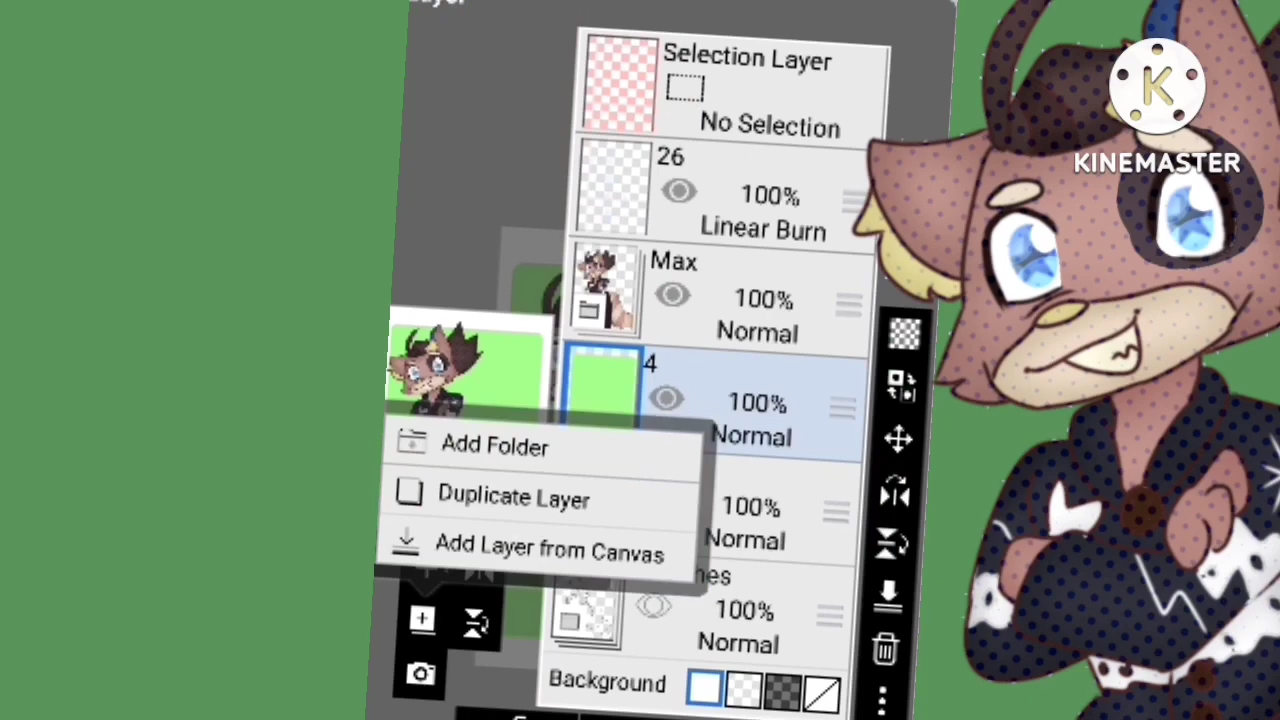 Selection Layer
No Selection
26
100%
Linear Burn
Max
100%
Normal
4
100%
Normal
Add Folder
Duplicate Layer
Add Layer from Canvas
100%
Normal
100%
Normal
Background
K
KINEMASTER